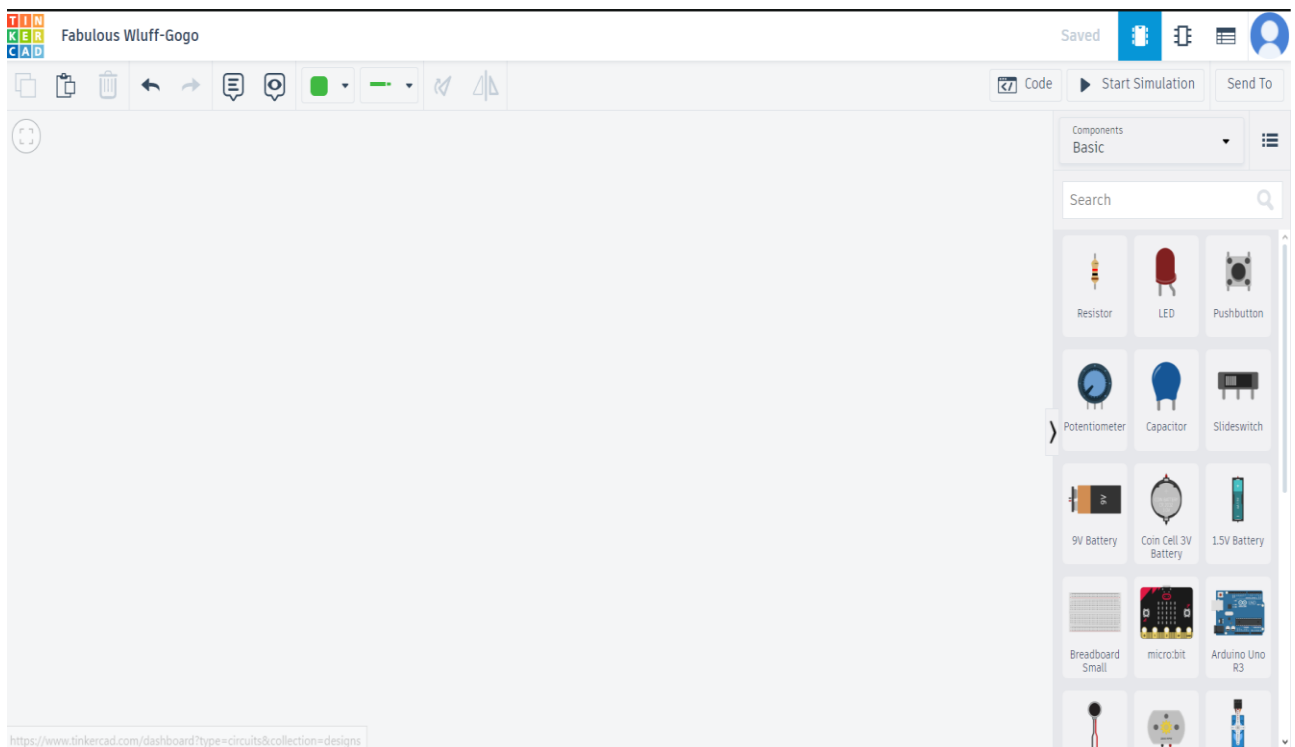 TIN
KER
CAD
Fabulous Wluff-Gogo
Saved
Code
Start Simulation
Send To
Components
Basic
Search
Resistor
LED
Pushbutton
Potentiometer
Capacitor
Slideswitch
9V
9V Battery
Coin Cell 3V
Battery
1.5V Battery
Breadboard
Small
micro:bit
Arduino Uno
R3
https://www.tinkercad.com/dashboard?type=circuits&collection=designs